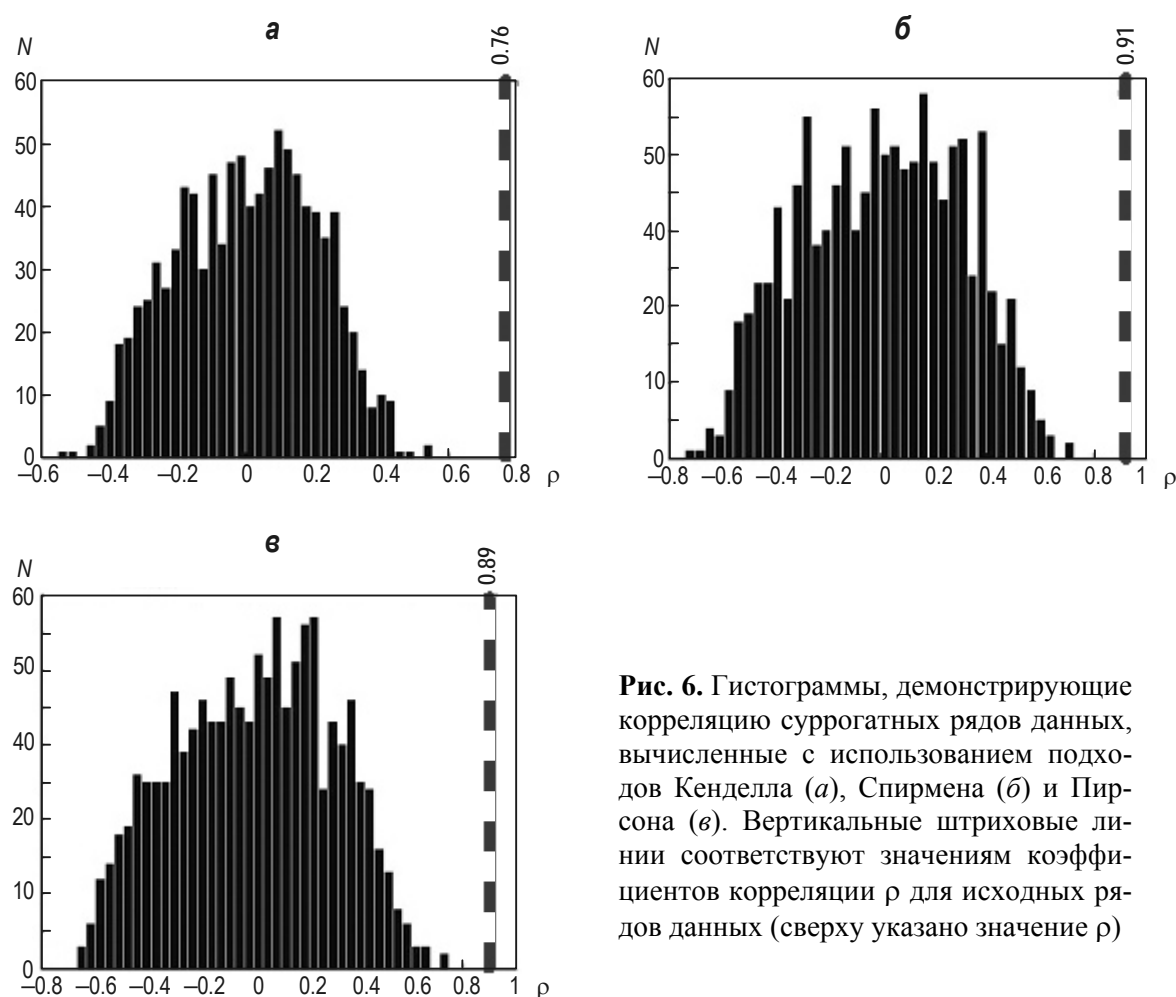 а
N
0.76
60
50
40
30
20
10
0
–0.6 –0.4 –0.2 0 0.2 0.4 0.6 0.8 ρ
б
N
0.91
60
50
40
20
10
0
–0.8 –0.6 –0.4 –0.2 0 0.2 0.4 0.6 0.8 1 ρ
в
N
0.89
60
50
40
20
10
0
–0.8 –0.6 –0.4 –0.2 0 0.2 0.4 0.6 0.8 1 ρ
Рис. 6. Гистограммы, демонстрирующие
корреляцию суррогатных рядов данных,
вычисленные с использованием подхо-
дов Кенделла (а), Спирмена (б) и Пир-
сона (в). Вертикальные штриховые ли-
нии соответствуют значениям коэффи-
циентов корреляции ρ для исходных ря-
дов данных (сверху указано значение ρ)